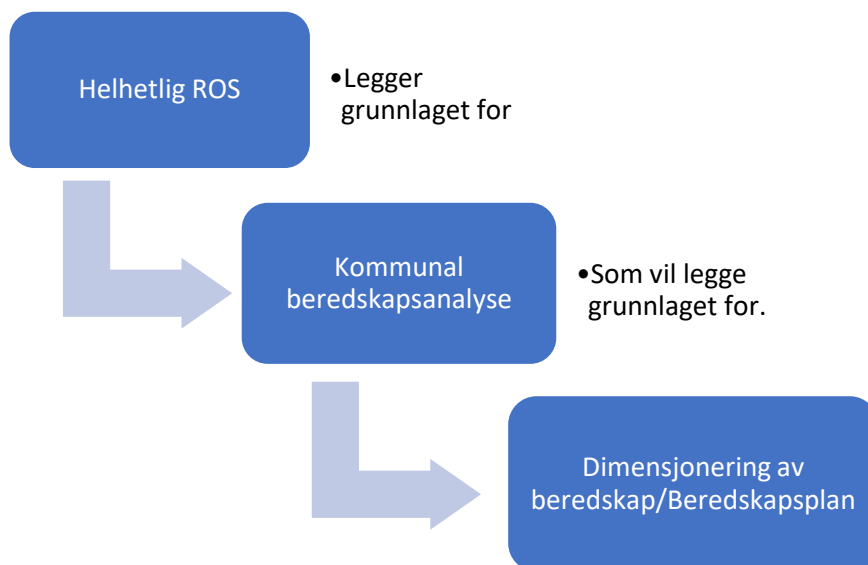 Helhetlig ROS
•Legger
grunnlaget for
Kommunal
beredskapsanalyse
•Som vil legge
grunnlaget for.
Dimensjonering av
beredskap/Beredskapsplan